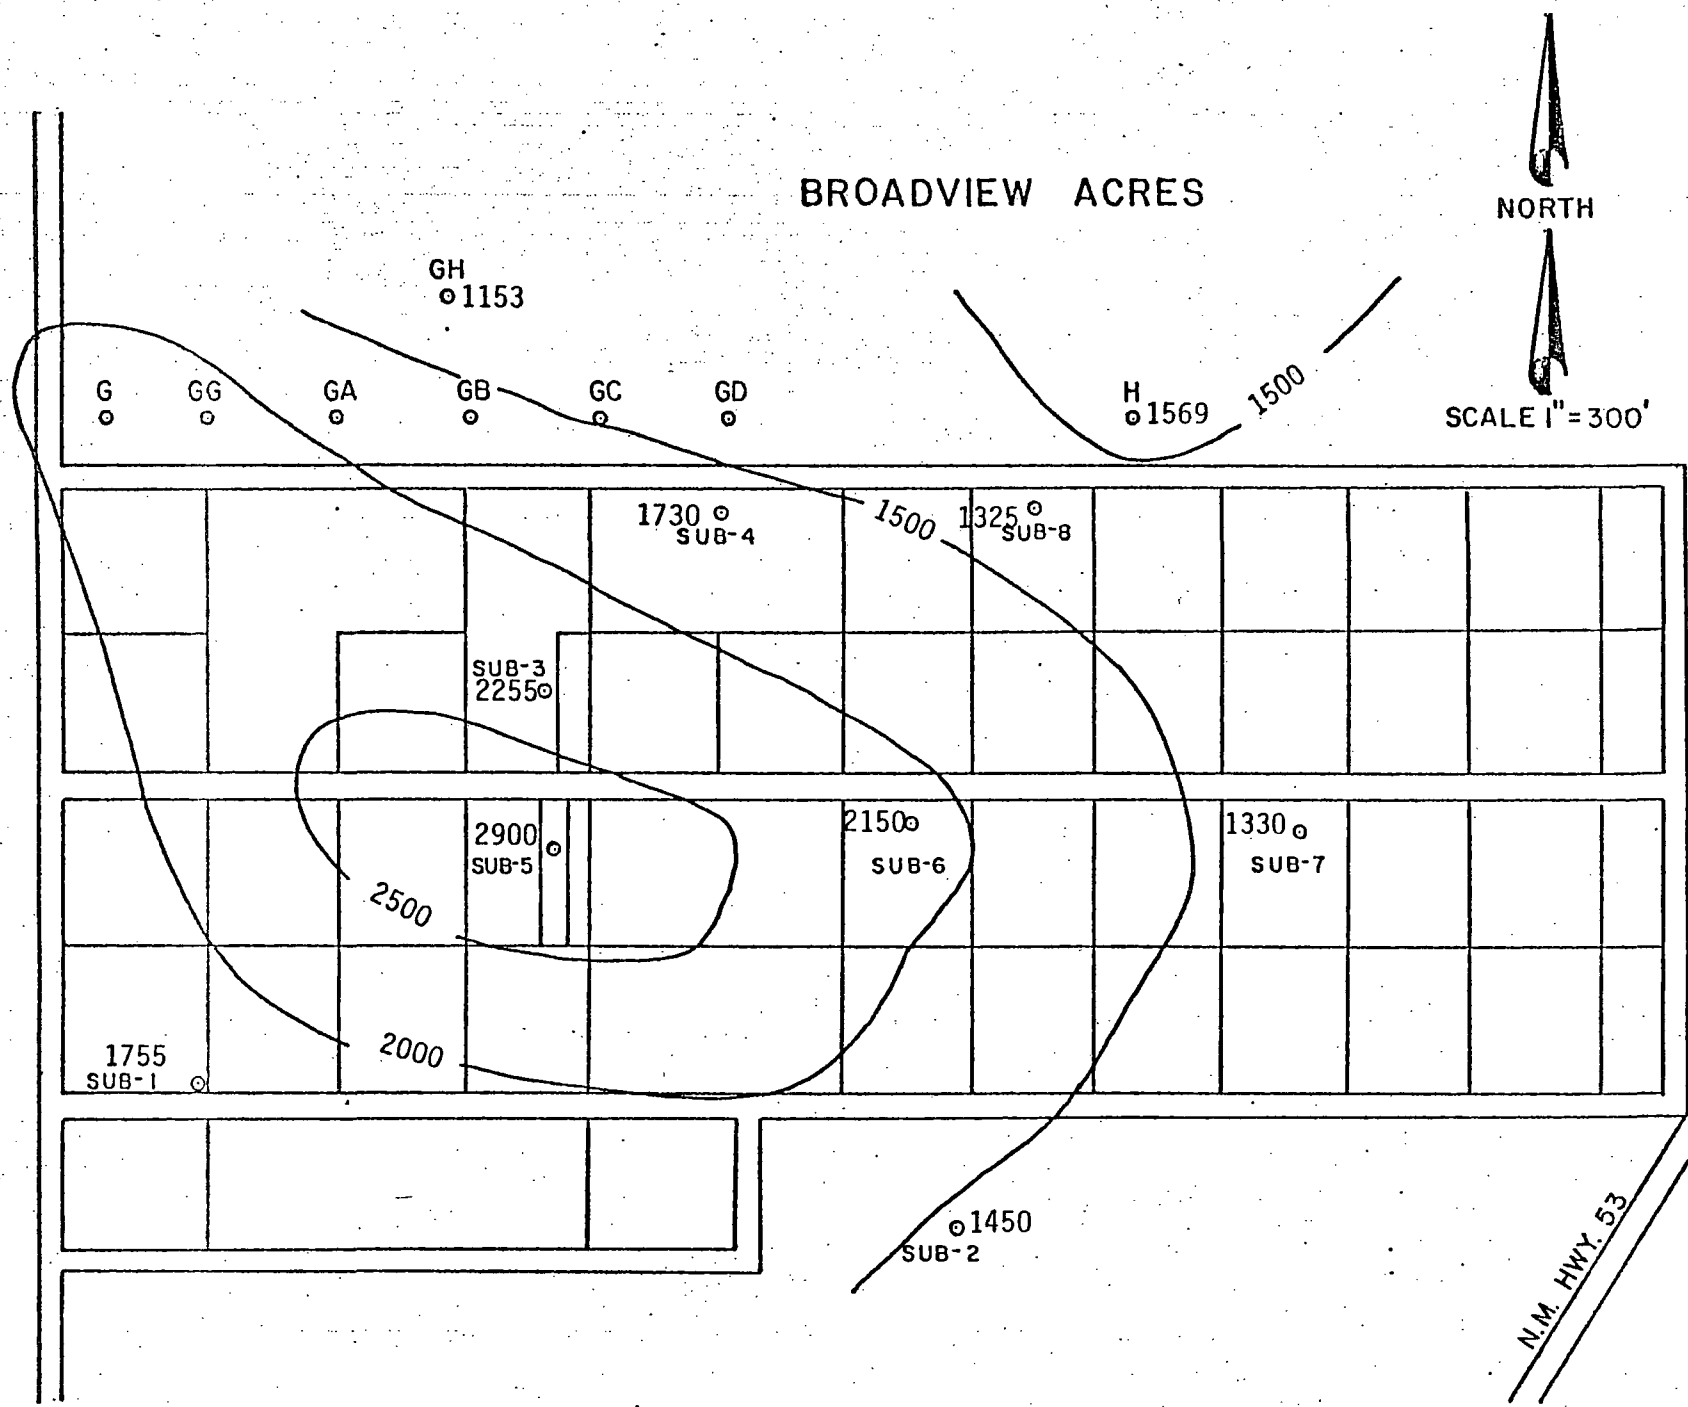 BROADVIEW ACRES
NORTH
SCALE 1"=300'
GH
1153
G
GG
GA
GB
GC
GD
H
1569
1500
1730
SUB-4
1500
1325
SUB-8
SUB-3
2255
2900
SUB-5
2150
SUB-6
1330
SUB-7
2500
2000
1755
SUB-1
1450
SUB-2
N.M. HWY. 53